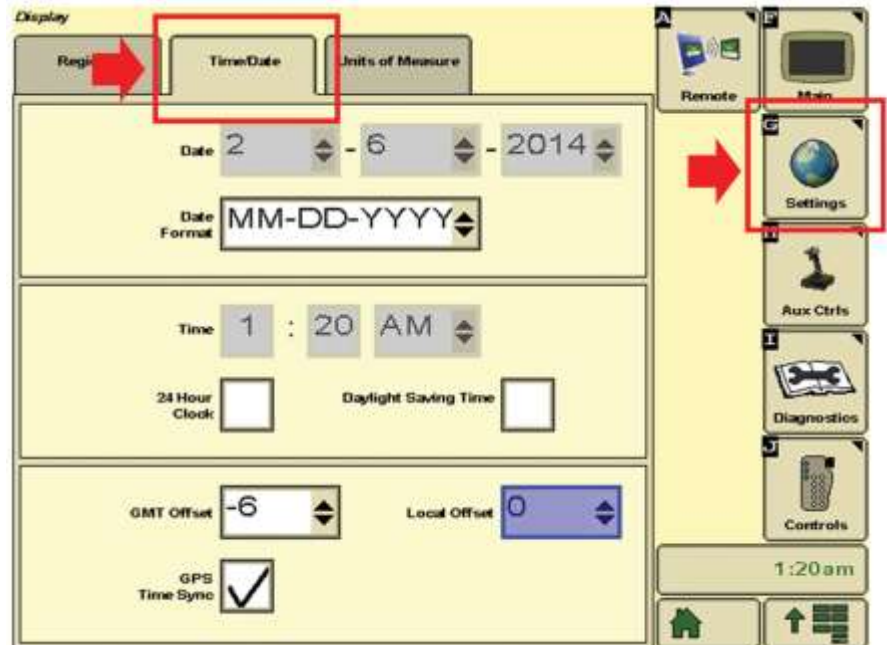 Display
Time/Date
Units of Measure
Date 2 - 6 - 2014
Date Format MM-DD-YYYY
Time 1 : 20 AM
24 Hour Clock
Daylight Saving Time
GMT Offset -6
Local Offset 0
GPS Time Sync
A
Remote
F
Main
G
Settings
H
Aux Ctrls
I
Diagnostics
J
Controls
1:20am